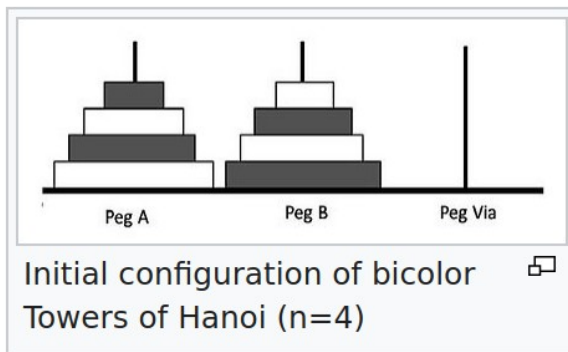 Peg A
Peg B
Peg Via
Initial configuration of bicolor
Towers of Hanoi (n=4)